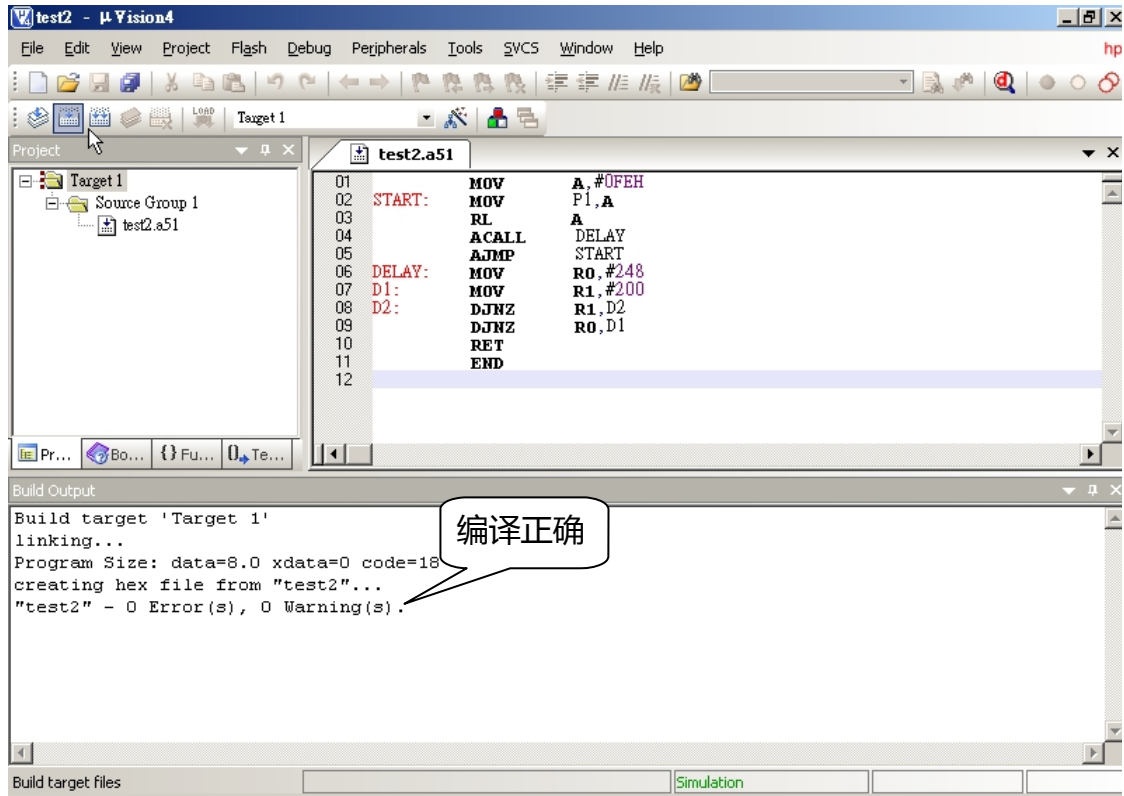 test2 - µVision4
File Edit View Project Flash Debug Peripherals Tools SVCS Window Help
hp
LOAD Target 1
Project
Target 1
Source Group 1
test2.a51
Pr... Bo... {} Fu... 0 Te...
test2.a51
01 MOV A,#0FEH
02 START: MOV P1,A
03 RL A
04 ACALL DELAY
05 AJMP START
06 DELAY: MOV R0,#248
07 D1: MOV R1,#200
08 D2: DJNZ R1,D2
09 DJNZ R0,D1
10 RET
11 END
12
Build Output
Build target 'Target 1'
linking...
Program Size: data=8.0 xdata=0 code=18
creating hex file from "test2"...
"test2" - 0 Error(s), 0 Warning(s).
编译正确
Build target files
Simulation